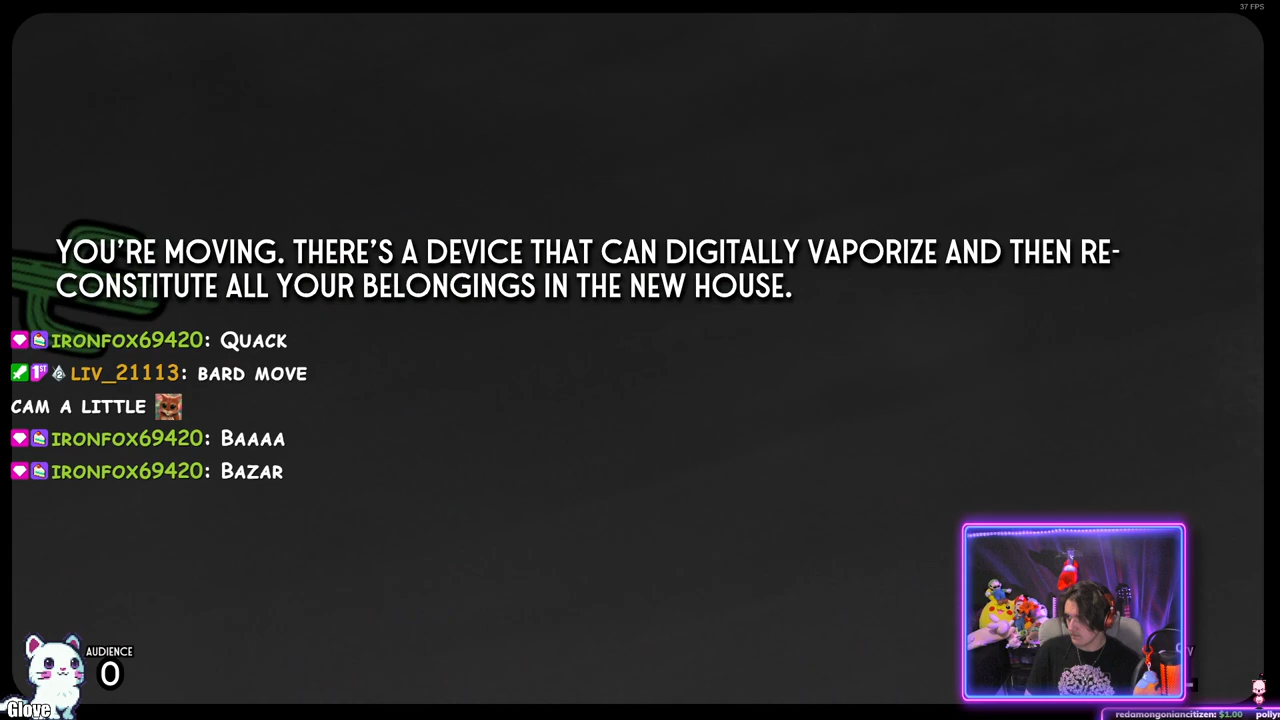 37 FPS
YOU'RE MOVING. THERE'S A DEVICE THAT CAN DIGITALLY VAPORIZE AND THEN RE-
CONSTITUTE ALL YOUR BELONGINGS IN THE NEW HOUSE.
IRONFOX69420: QUACK
1ST 2 LIV_21113: BARD MOVE
CAM A LITTLE
IRONFOX69420: BAAAA
IRONFOX69420: BAZAR
AUDIENCE
0
Glove
redamongoniancitizen: $1.00 pollyn